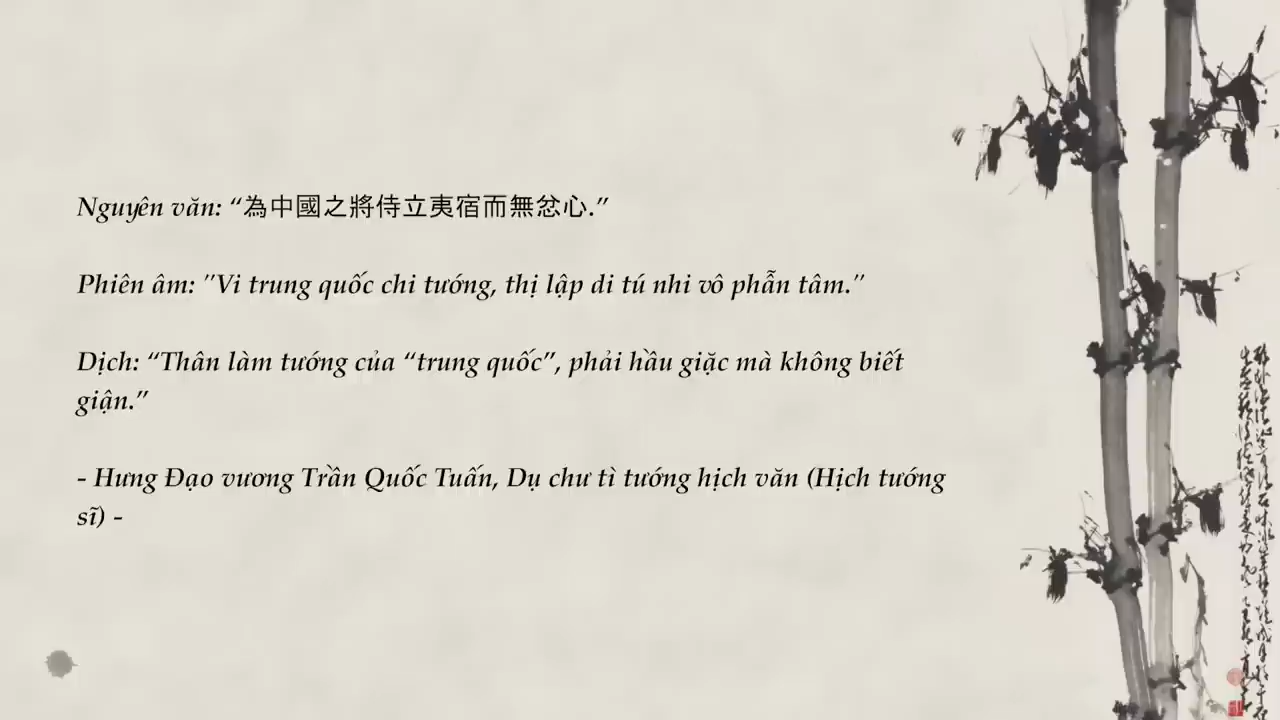 Nguyên văn: “為中國之將侍立夷宿而無忿心.”
Phiên âm: "Vi trung quốc chi tướng, thị lập di tú nhi vô phẫn tâm."
Dịch: “Thân làm tướng của “trung quốc”, phải hầu giặc mà không biết
giận.”
- Hưng Đạo vương Trần Quốc Tuấn, Dụ chư tì tướng hịch văn (Hịch tướng
sĩ) -